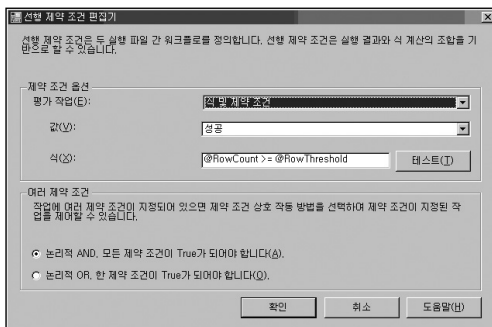 선행 제약 조건 편집기
선행 제약 조건은 두 실행 파일 간 워크플로를 정의합니다. 선행 제약 조건은 실행 결과와 식 계산의 조합을 기
반으로 할 수 있습니다.
제약 조건 옵션
평가 작업(E):
식 및 제약 조건
값(V):
성공
식(X):
@RowCount >= @RowThreshold
테스트(T)
여러 제약 조건
작업에 여러 제약 조건이 지정되어 있으면 제약 조건 상호 작동 방법을 선택하여 제약 조건이 지정된 작
업을 제어할 수 있습니다.
논리적 AND, 모든 제약 조건이 True가 되어야 합니다(A).
논리적 OR, 한 제약 조건이 True가 되어야 합니다(O).
확인
취소
도움말(H)